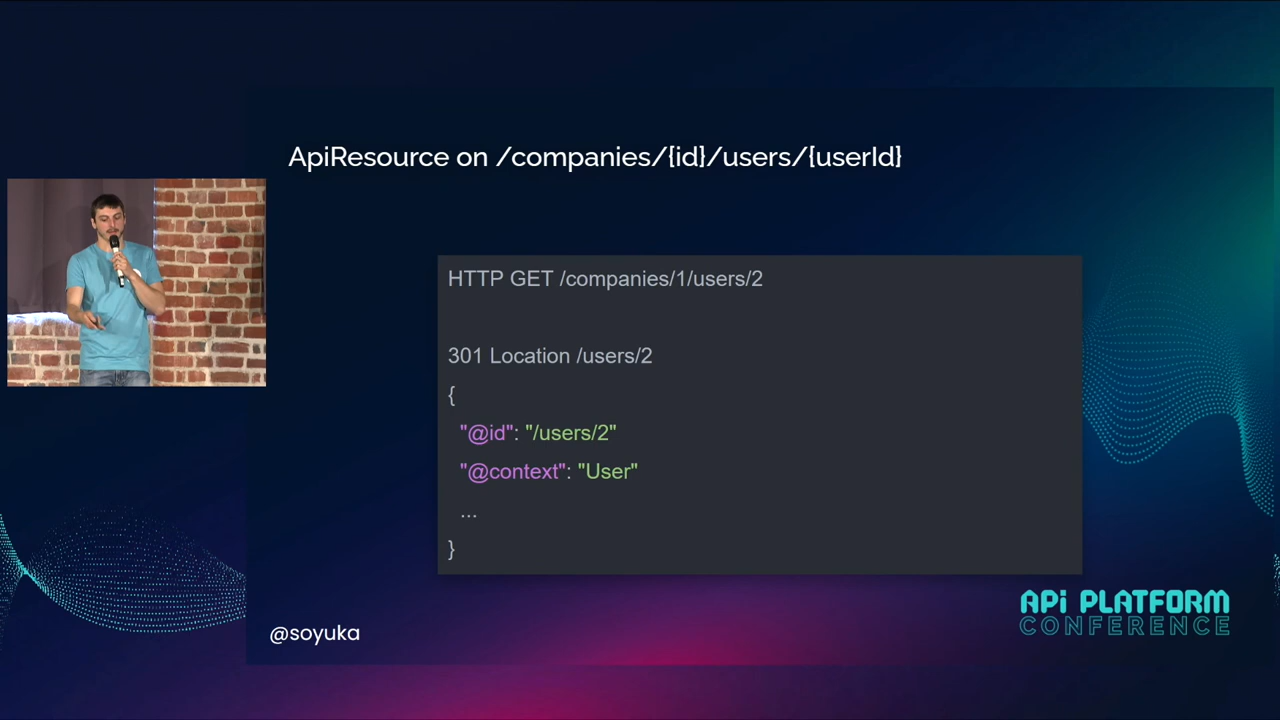 ApiResource on /companies/{id}/users/{userId}
HTTP GET /companies/1/users/2
301 Location /users/2
{
"@id": "/users/2"
"@context": "User"
...
}
@soyuka
APi PLATFORM
CONFERENCE